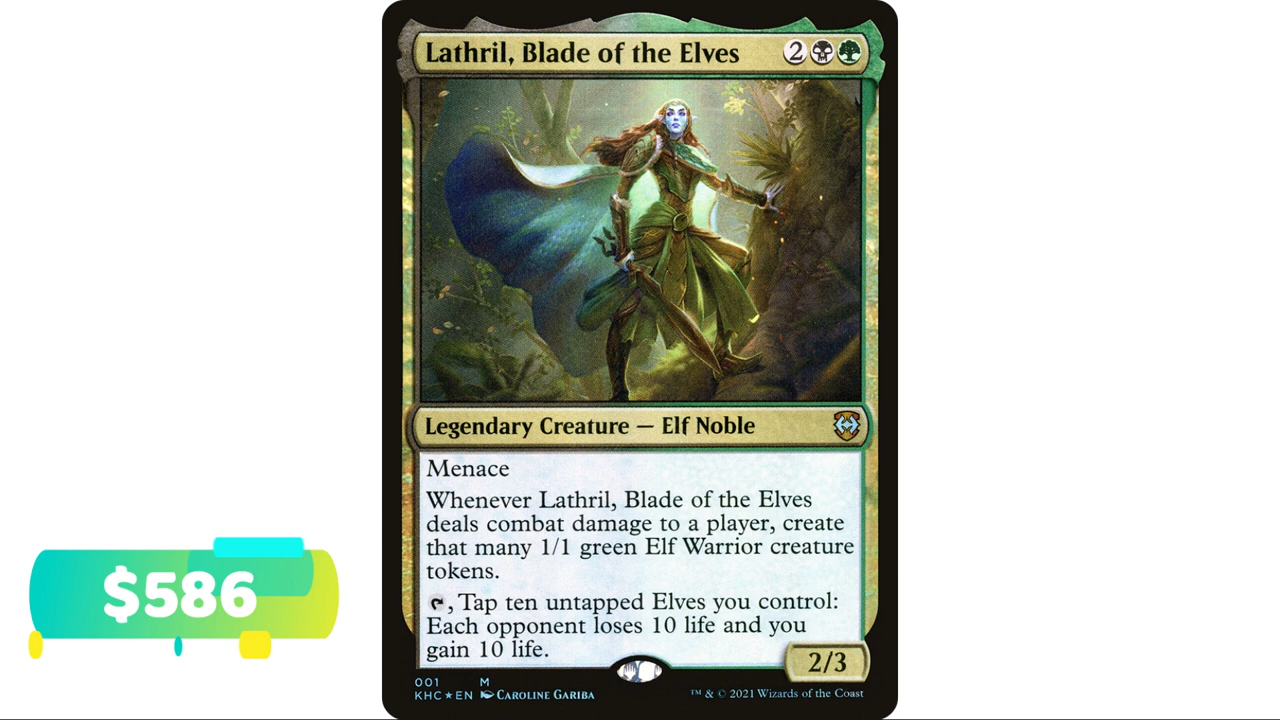 Lathril, Blade of the Elves 2
Legendary Creature — Elf Noble
Menace
Whenever Lathril, Blade of the Elves
deals combat damage to a player, create
that many 1/1 green Elf Warrior creature
tokens.
, Tap ten untapped Elves you control:
Each opponent loses 10 life and you
gain 10 life.
2/3
001 M
KHC★EN CAROLINE GARIBA
™ & © 2021 Wizards of the Coast
$586